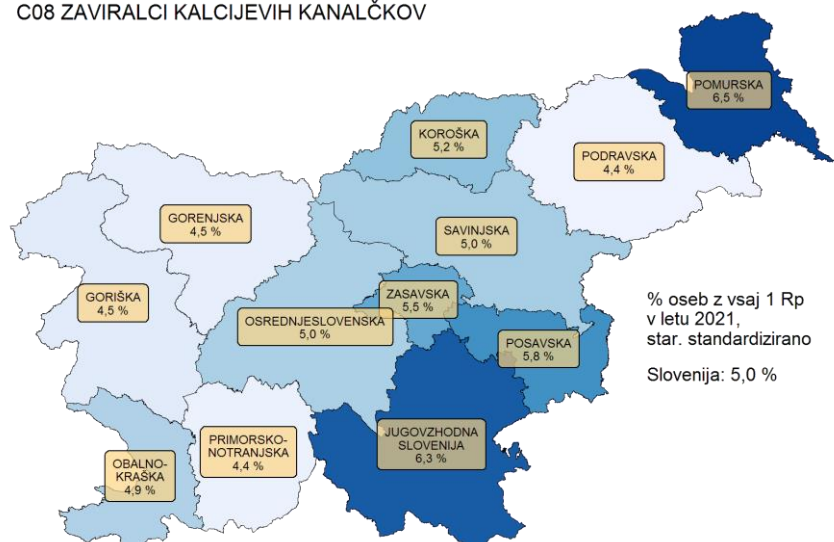 C08 ZAVIRALCI KALCIJEVIH KANALČKOV
POMURSKA
6,5 %
KOROŠKA
5,2 %
PODRAVSKA
4,4 %
GORENJSKA
4,5 %
SAVINJSKA
5,0 %
GORIŠKA
4,5 %
ZASAVSKA
5,5 %
OSREDNJESLOVENSKA
5,0 %
POSAVSKA
5,8 %
% oseb z vsaj 1 Rp
v letu 2021,
star. standardizirano
Slovenija: 5,0 %
JUGOVZHODNA
SLOVENIJA
6,3 %
PRIMORSKO-
NOTRANJSKA
4,4 %
OBALNO-
KRAŠKA
4,9 %